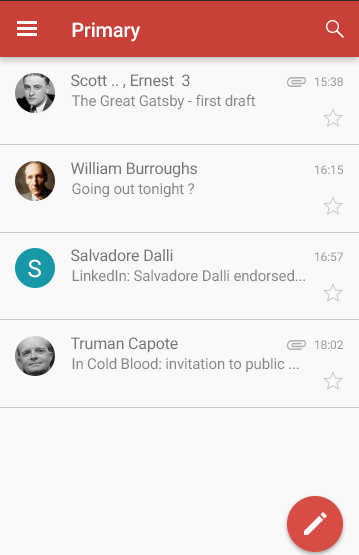 Primary
Scott .. , Ernest 3 15:38
The Great Gatsby - first draft
William Burroughs 16:15
Going out tonight ?
S Salvadore Dalli 16:57
LinkedIn: Salvadore Dalli endorsed...
Truman Capote 18:02
In Cold Blood: invitation to public ...